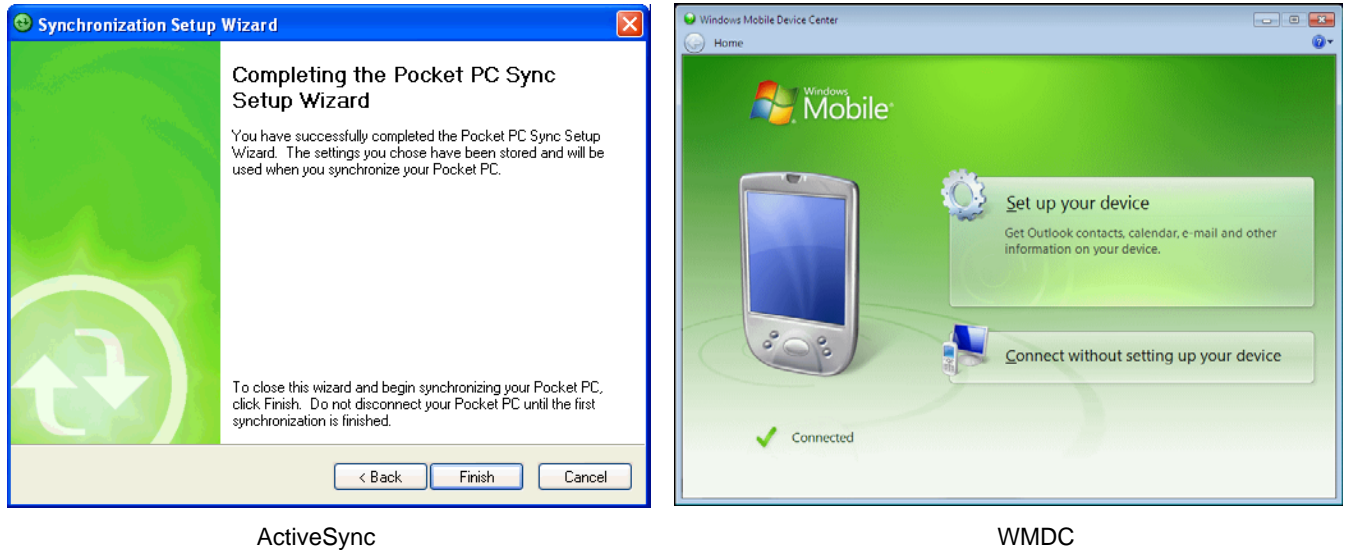 Synchronization Setup Wizard
Completing the Pocket PC Sync
Setup Wizard
You have successfully completed the Pocket PC Sync Setup
Wizard. The settings you chose have been stored and will be
used when you synchronize your Pocket PC.
To close this wizard and begin synchronizing your Pocket PC,
click Finish. Do not disconnect your Pocket PC until the first
synchronization is finished.
< Back
Finish
Cancel
ActiveSync
Windows Mobile Device Center
Home
Windows
Mobile
Set up your device
Get Outlook contacts, calendar, e-mail and other
information on your device.
Connect without setting up your device
Connected
WMDC